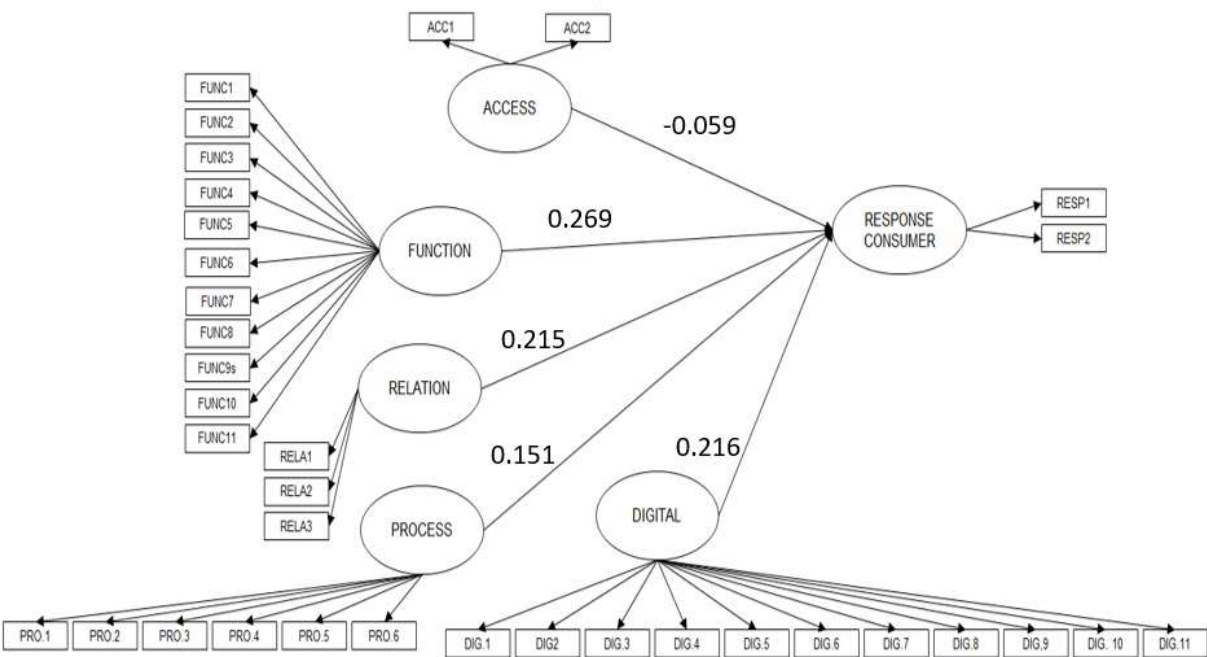 ACC1
ACC2
ACCESS
-0.059
FUNC1
FUNC2
FUNC3
FUNC4
FUNC5
FUNC6
FUNC7
FUNC8
FUNC9s
FUNC10
FUNC11
FUNCTION
0.269
RESPONSE
CONSUMER
RESP1
RESP2
RELATION
0.215
RELA1
RELA2
RELA3
PROCESS
0.151
DIGITAL
0.216
PRO.1
PRO.2
PRO.3
PRO.4
PRO.5
PRO.6
DIG.1
DIG2
DIG.3
DIG.4
DIG.5
DIG.6
DIG.7
DIG.8
DIG,9
DIG. 10
DIG.11